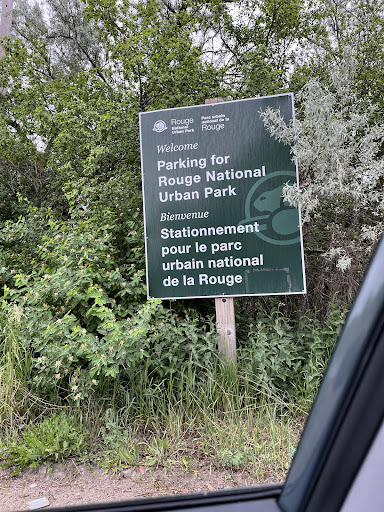 Rouge
National
Urban Park
Parc urbain
national de la
Rouge
Welcome
Parking for
Rouge National
Urban Park
Bienvenue
Stationnement
pour le parc
urbain national
de la Rouge